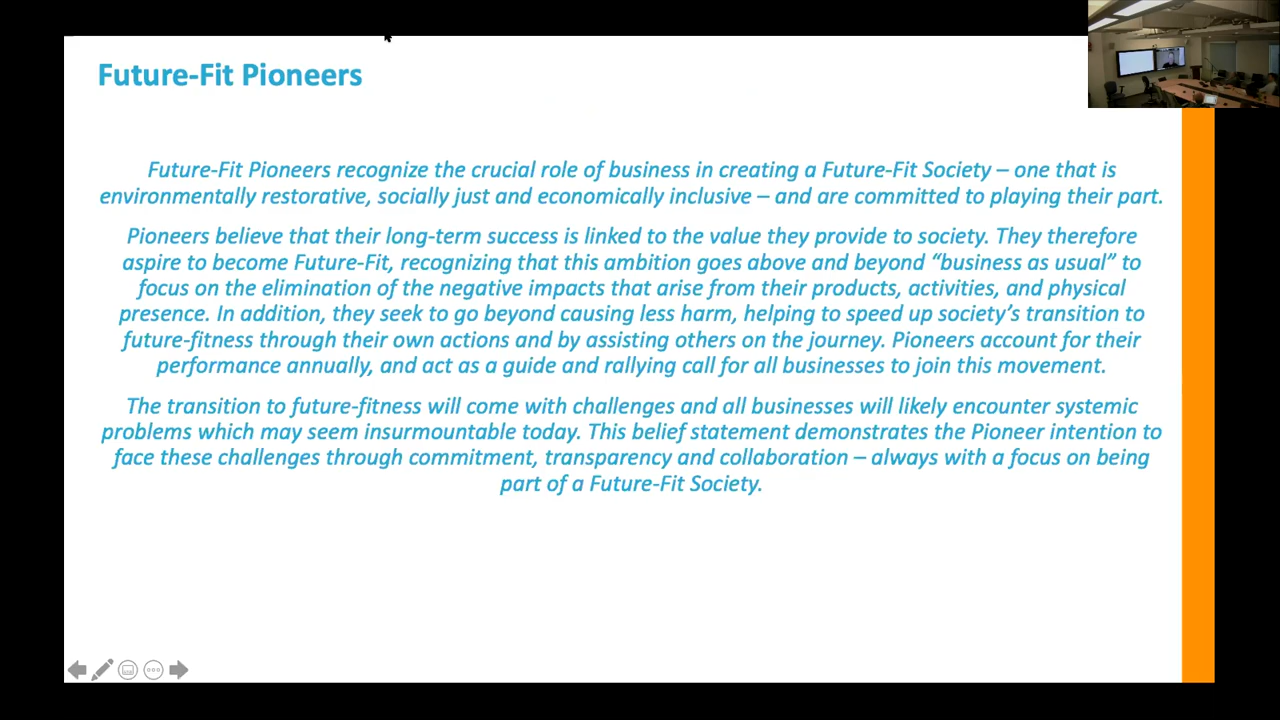 Future-Fit Pioneers
Future-Fit Pioneers recognize the crucial role of business in creating a Future-Fit Society – one that is
environmentally restorative, socially just and economically inclusive – and are committed to playing their part.
Pioneers believe that their long-term success is linked to the value they provide to society. They therefore
aspire to become Future-Fit, recognizing that this ambition goes above and beyond “business as usual” to
focus on the elimination of the negative impacts that arise from their products, activities, and physical
presence. In addition, they seek to go beyond causing less harm, helping to speed up society’s transition to
future-fitness through their own actions and by assisting others on the journey. Pioneers account for their
performance annually, and act as a guide and rallying call for all businesses to join this movement.
The transition to future-fitness will come with challenges and all businesses will likely encounter systemic
problems which may seem insurmountable today. This belief statement demonstrates the Pioneer intention to
face these challenges through commitment, transparency and collaboration – always with a focus on being
part of a Future-Fit Society.